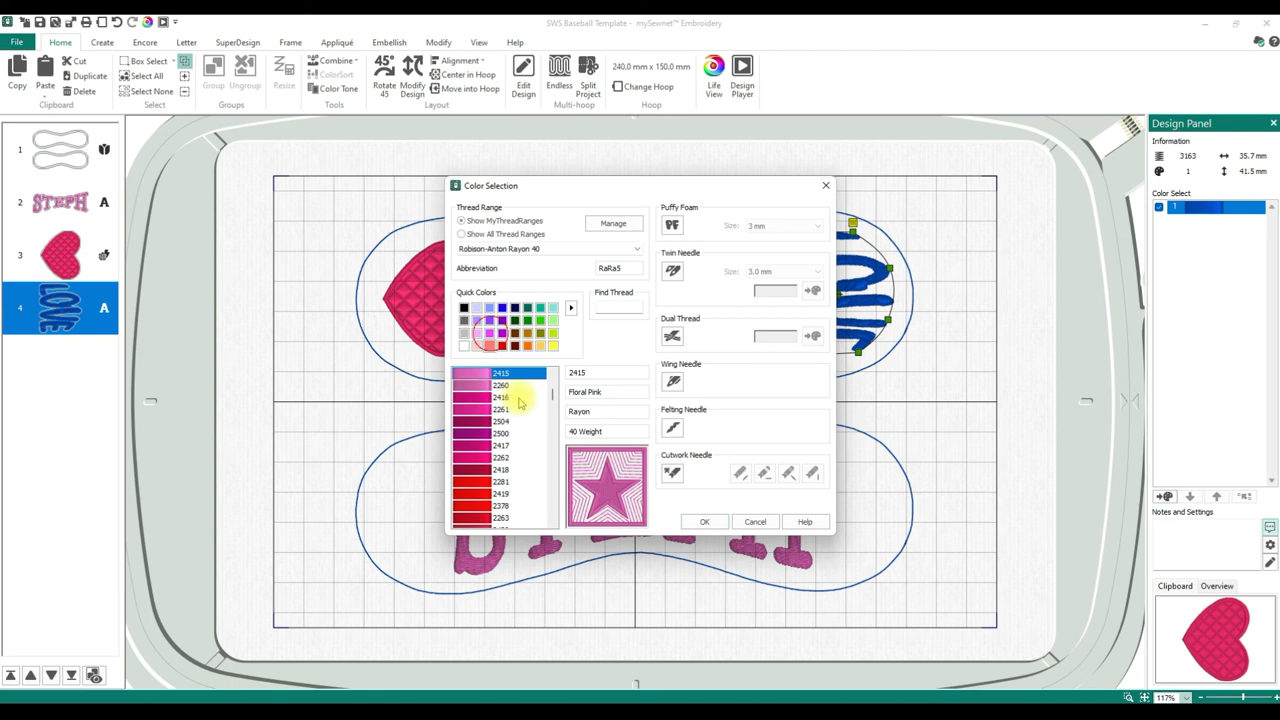 SWS Baseball Template - mySewnet™ Embroidery
File Home Create Encore Letter SuperDesign Frame Appliqué Embellish Modify View Help
Copy Paste Cut Duplicate Delete Box Select Select All Select None Group Ungroup Resize Combine ColorSort Color Tone Rotate 45 Modify Design Alignment Center in Hoop Move into Hoop Edit Design Endless Split Project 240.0 mm x 150.0 mm Change Hoop Life View Design Player
Clipboard Select Groups Tools Layout Multi-hoop Hoop
1
2 STEPH A
3
4 LOVE A
Color Selection
Thread Range
Show MyThreadRanges
Show All Thread Ranges
Manage
Robison-Anton Rayon 40
Abbreviation RaRa5
Quick Colors Find Thread
2415
2260
2416
2261
2504
2500
2417
2262
2418
2281
2419
2378
2263
2415
Floral Pink
Rayon
40 Weight
Puffy Foam
Size: 3 mm
Twin Needle
Size: 3.0 mm
Dual Thread
Wing Needle
Felting Needle
Cutwork Needle
OK Cancel Help
Design Panel
Information
3163 35.7 mm
1 41.5 mm
Color Select
1
Notes and Settings
Clipboard Overview
117%